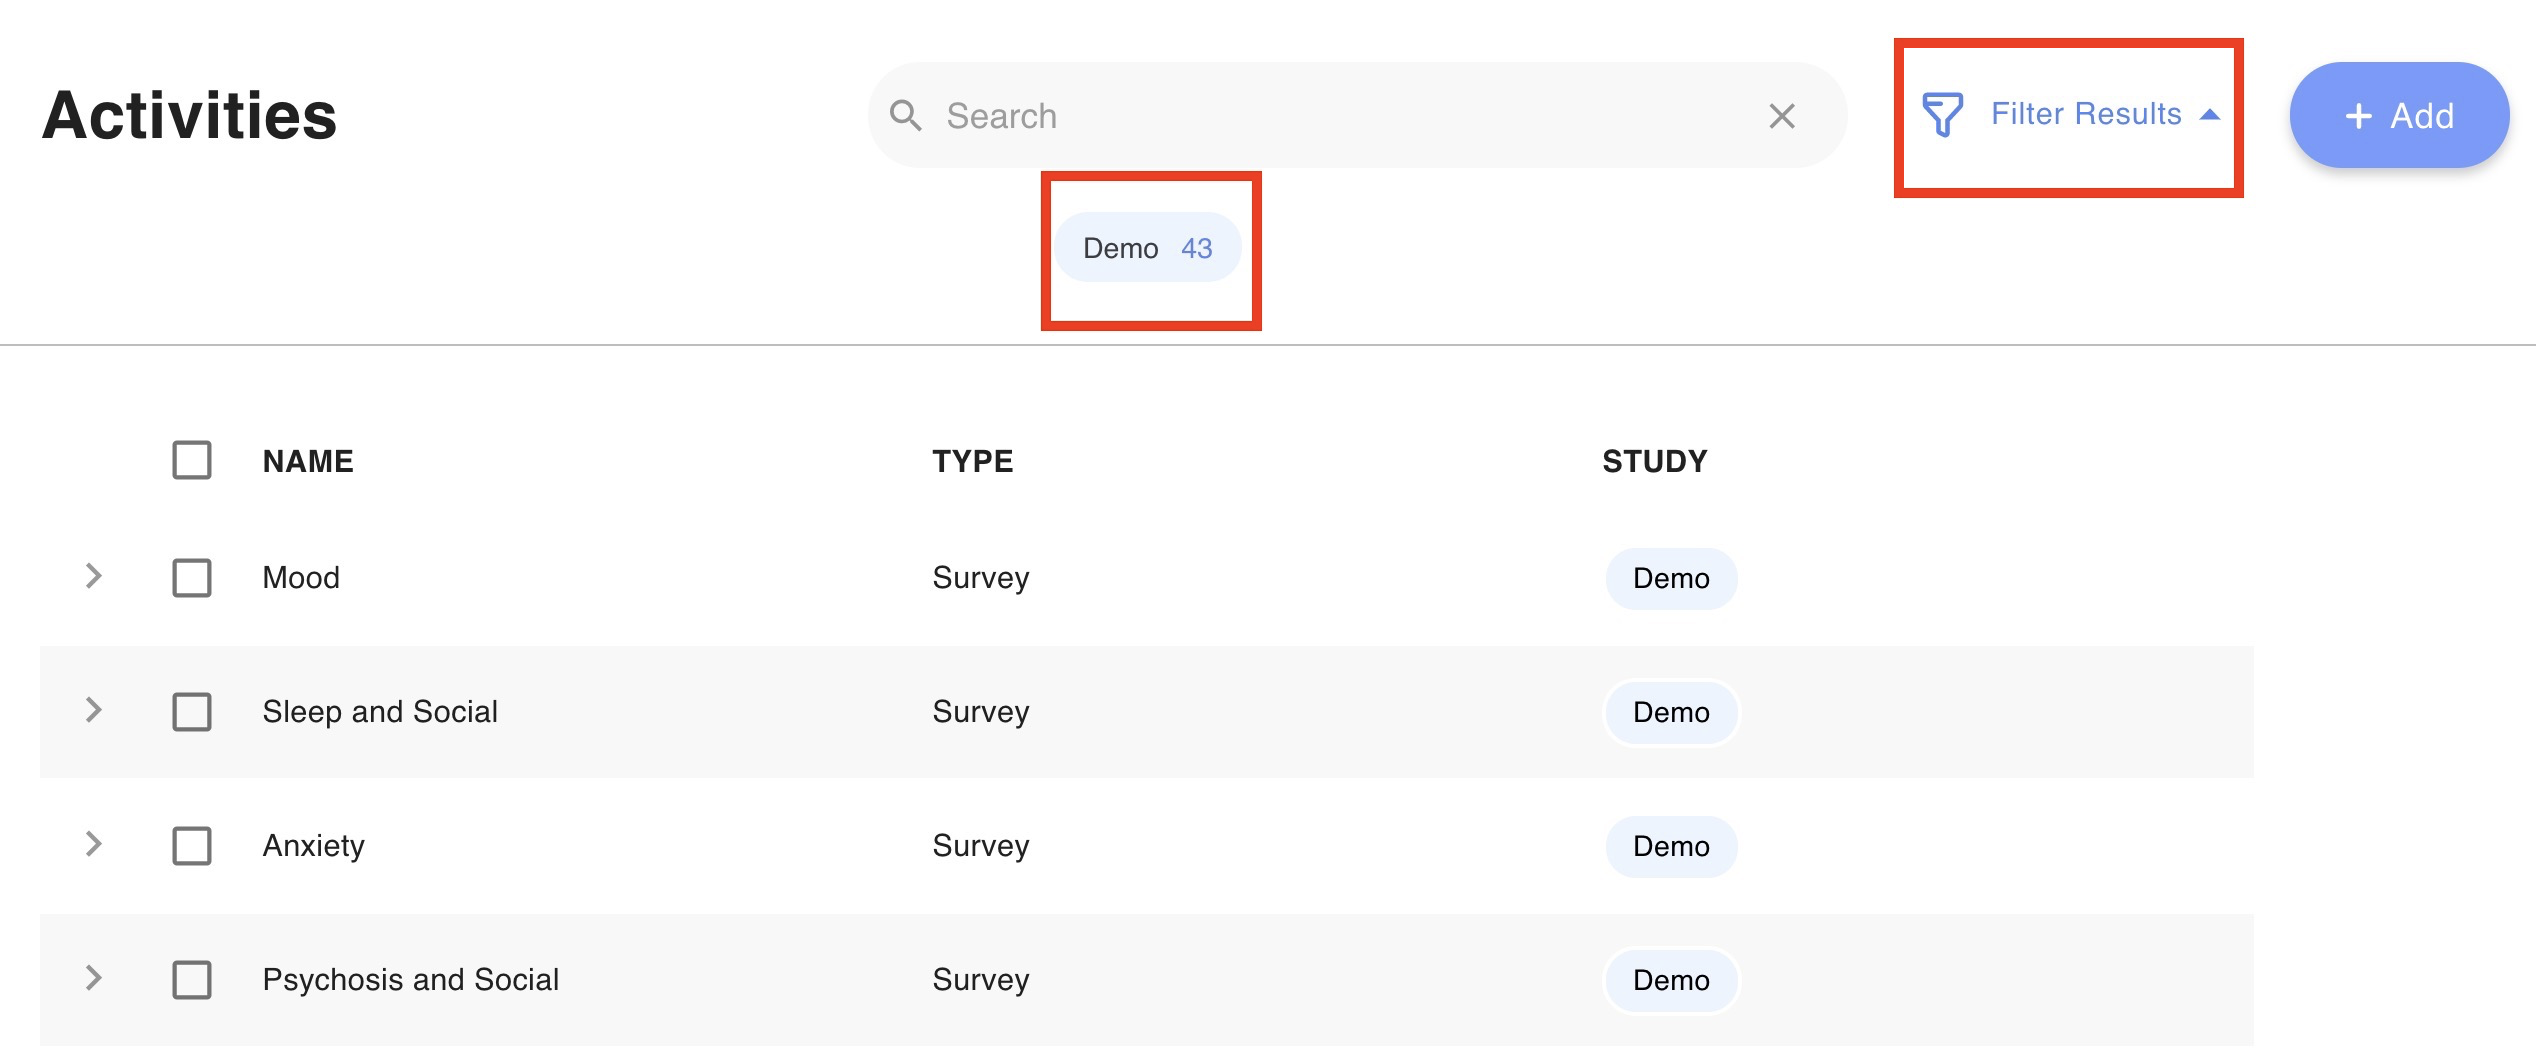 Activities
Search
Filter Results
+ Add
Demo 43
NAME TYPE STUDY
Mood Survey Demo
Sleep and Social Survey Demo
Anxiety Survey Demo
Psychosis and Social Survey Demo